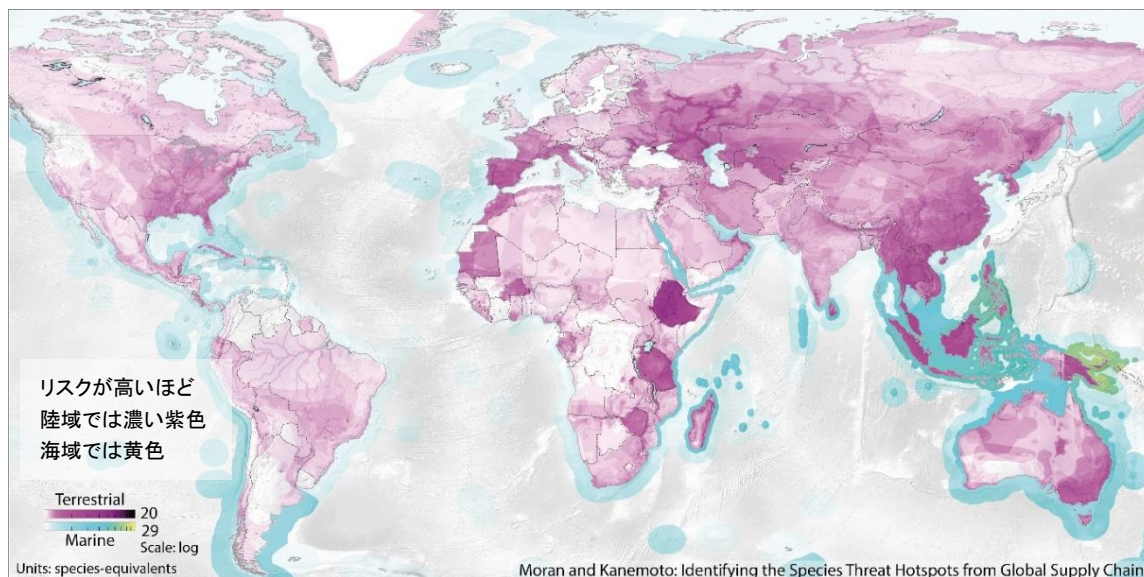 リスクが高いほど
陸域では濃い紫色
海域では黄色
Terrestrial
20
29
Marine
Scale: log
Units: species-equivalents
Moran and Kanemoto: Identifying the Species Threat Hotspots from Global Supply Chain